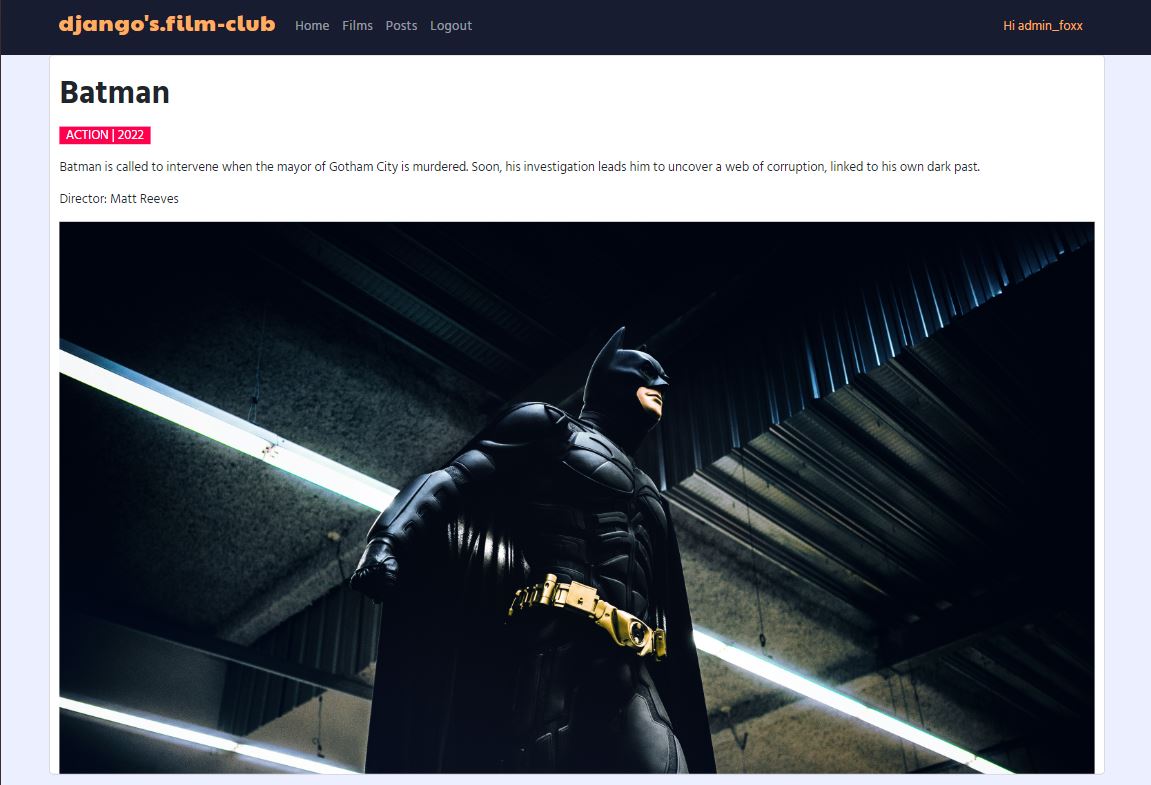 django's.film-club Home Films Posts Logout Hi admin_foxx
Batman
ACTION | 2022
Batman is called to intervene when the mayor of Gotham City is murdered. Soon, his investigation leads him to uncover a web of corruption, linked to his own dark past.
Director: Matt Reeves